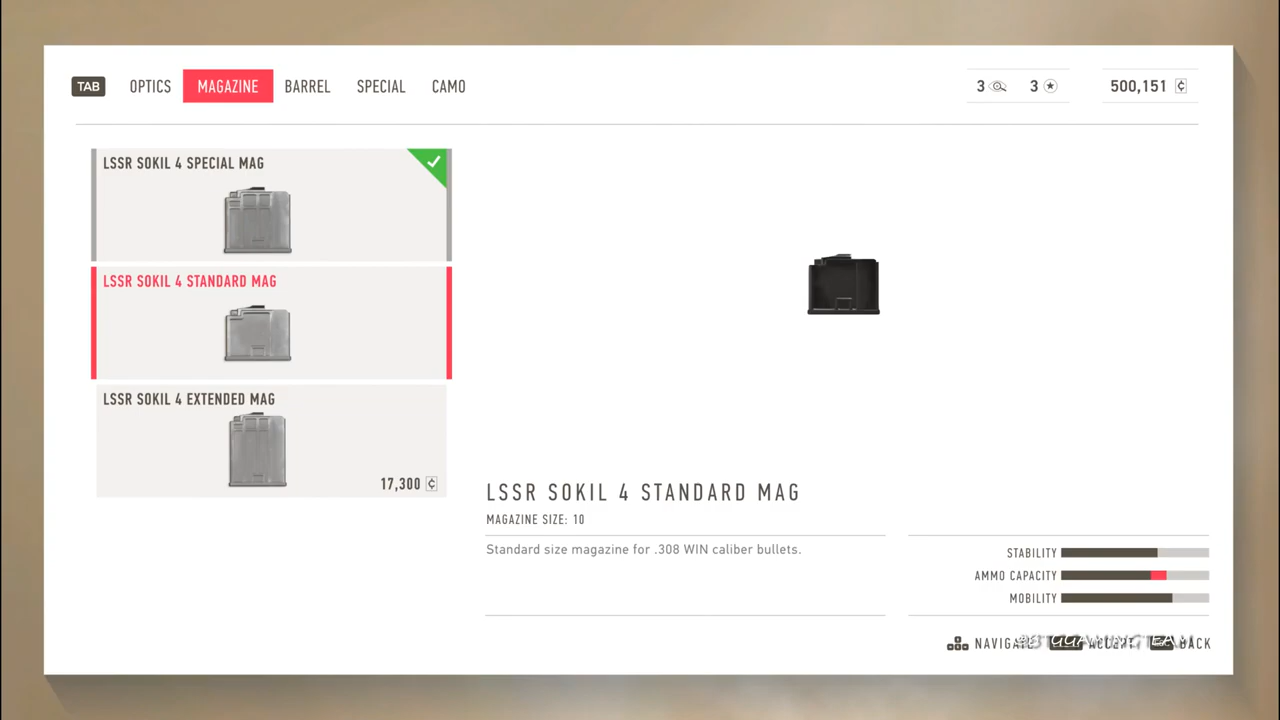 TAB OPTICS MAGAZINE BARREL SPECIAL CAMO 3 3 500,151
LSSR SOKIL 4 SPECIAL MAG
LSSR SOKIL 4 STANDARD MAG
LSSR SOKIL 4 EXTENDED MAG
17,300
LSSR SOKIL 4 STANDARD MAG
MAGAZINE SIZE: 10
Standard size magazine for .308 WIN caliber bullets.
STABILITY
AMMO CAPACITY
MOBILITY
NAVIGATE ACCEPT BACK